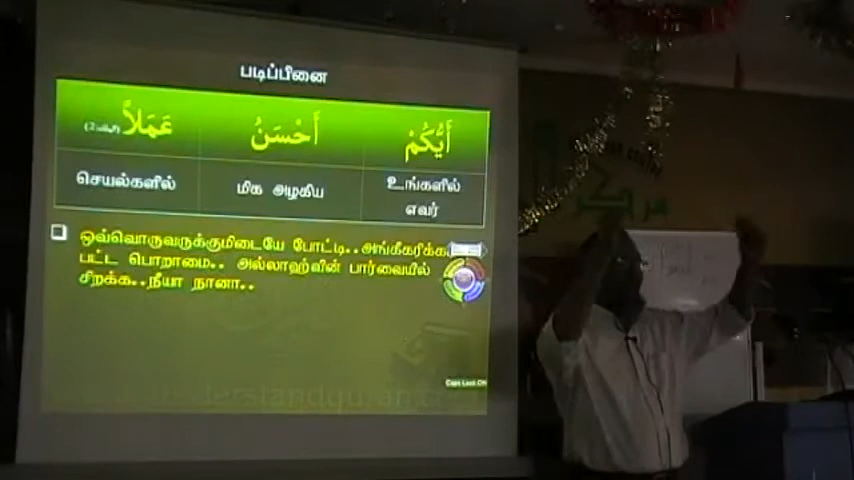 படிப்பினை
أَيُّكُمْ أَحْسَنُ عَمَلاً
உங்களில் எவர்
மிக அழகிய
செயல்களில்
ஒவ்வொருவருக்குமிடையே போட்டி..அங்கீகரிக்க
பட்ட பொறாமை.. அல்லாஹ்வின் பார்வையில்
சிறக்க..நீயா நானா..
Caps Lock ON